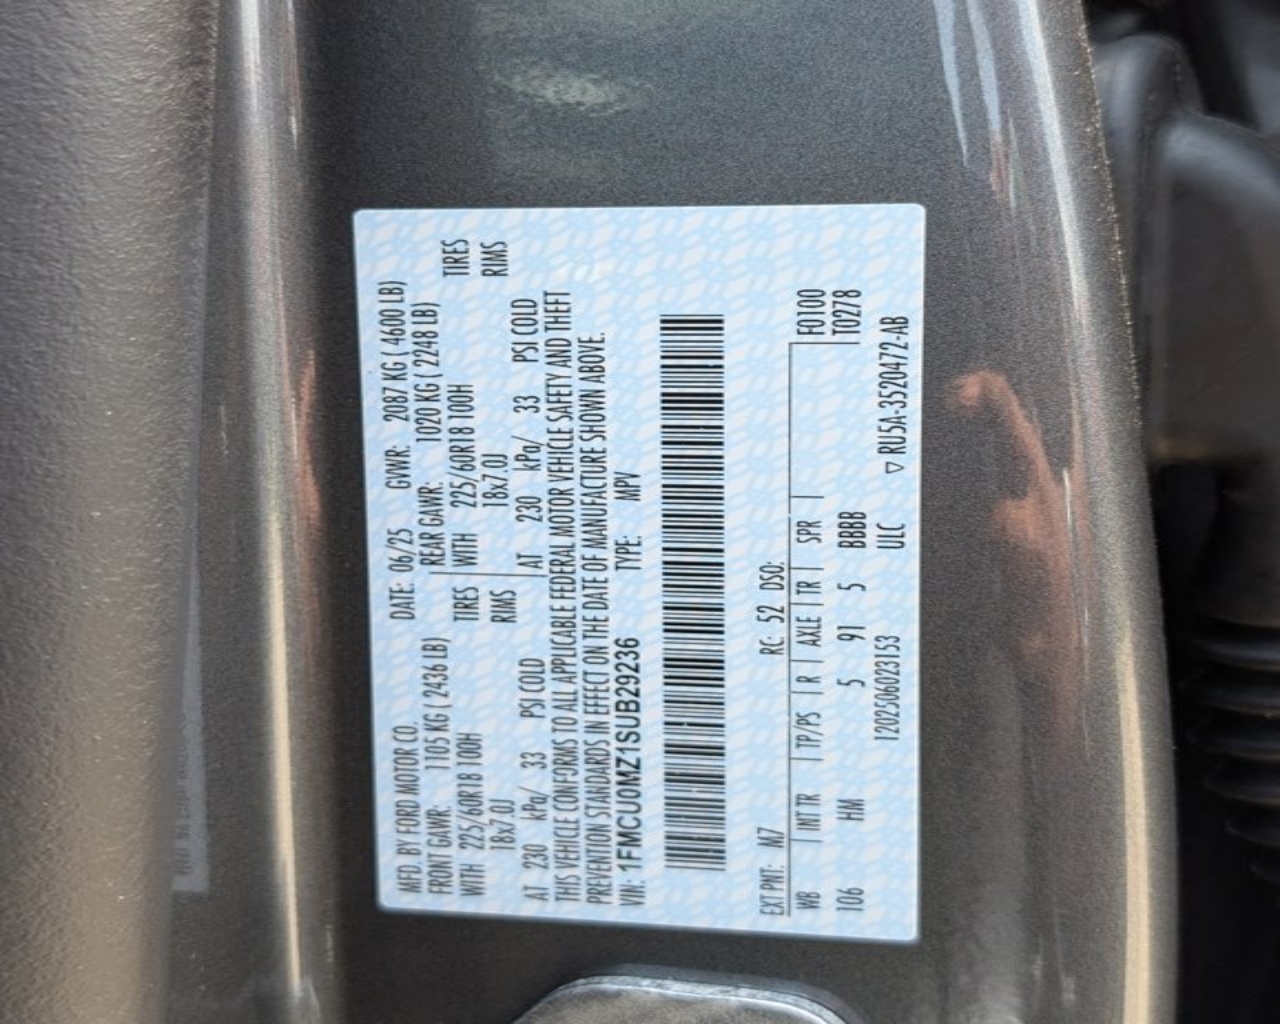 MFD BY FORD MOTOR CO. DATE: 06/25 GVWR: 2087 KG ( 4600 LB)
FRONT GAWR: 1105 KG ( 2436 LB) REAR GAWR: 1020 KG ( 2248 LB)
WITH 225/60R18 100H TIRES WITH 225/60R18 100H TIRES
18x7.0J RIMS 18x7.0J RIMS
AT 230 kPa/ 33 PSI COLD AT 230 kPa/ 33 PSI COLD
THIS VEHICLE CONFORMS TO ALL APPLICABLE FEDERAL MOTOR VEHICLE SAFETY AND THEFT
PREVENTION STANDARDS IN EFFECT ON THE DATE OF MANUFACTURE SHOWN ABOVE.
VIN: 1FMCU0MZ1SUB29236 TYPE: MPV
EXT PNT: M7 RC: 52 DSO:
WB | INT TR | TP/PS | R | AXLE | TR | SPR | F0100
106 HM 5 91 5 BBBB T0278
1202506023153 ULC ▽ RU5A-3520472-AB